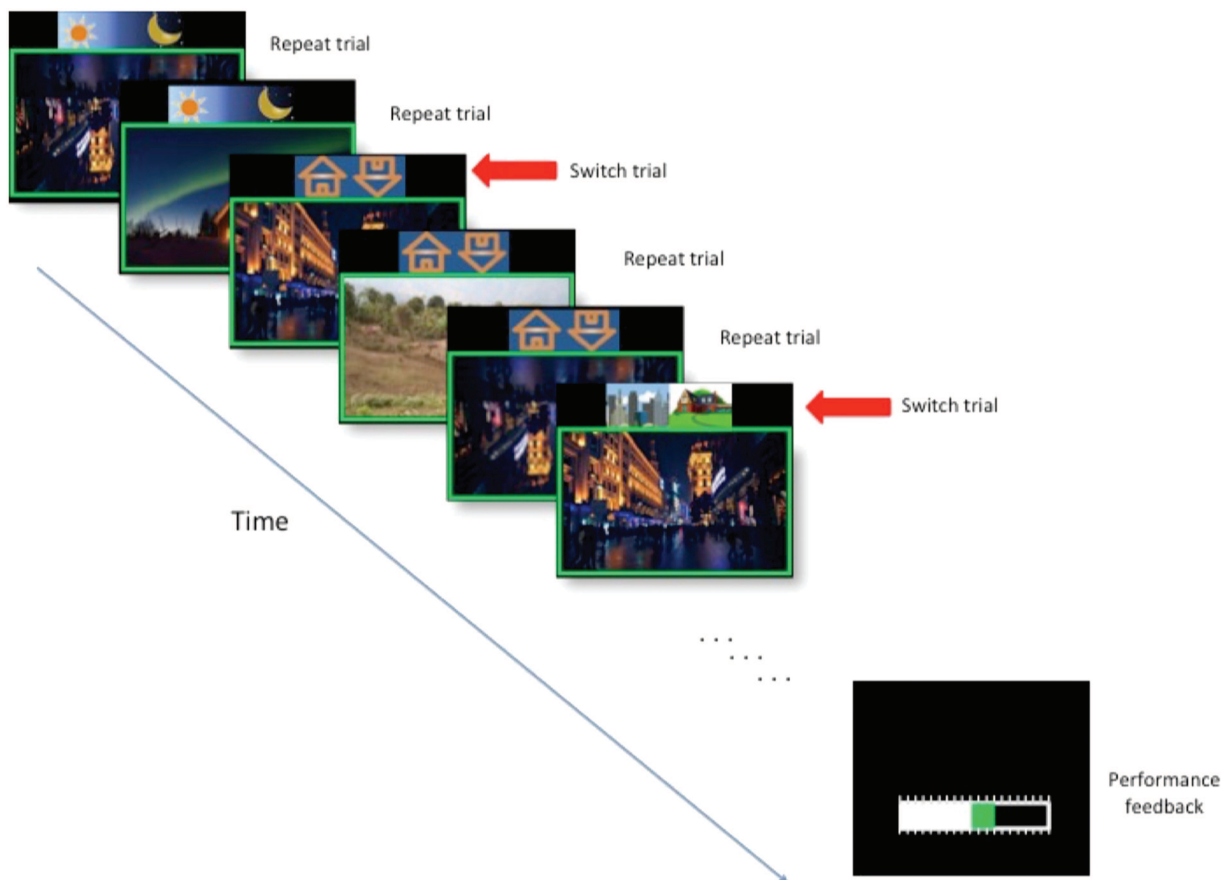 Repeat trial
Repeat trial
Switch trial
Repeat trial
Repeat trial
Switch trial
Time
. . .
. . .
. . .
Performance
feedback